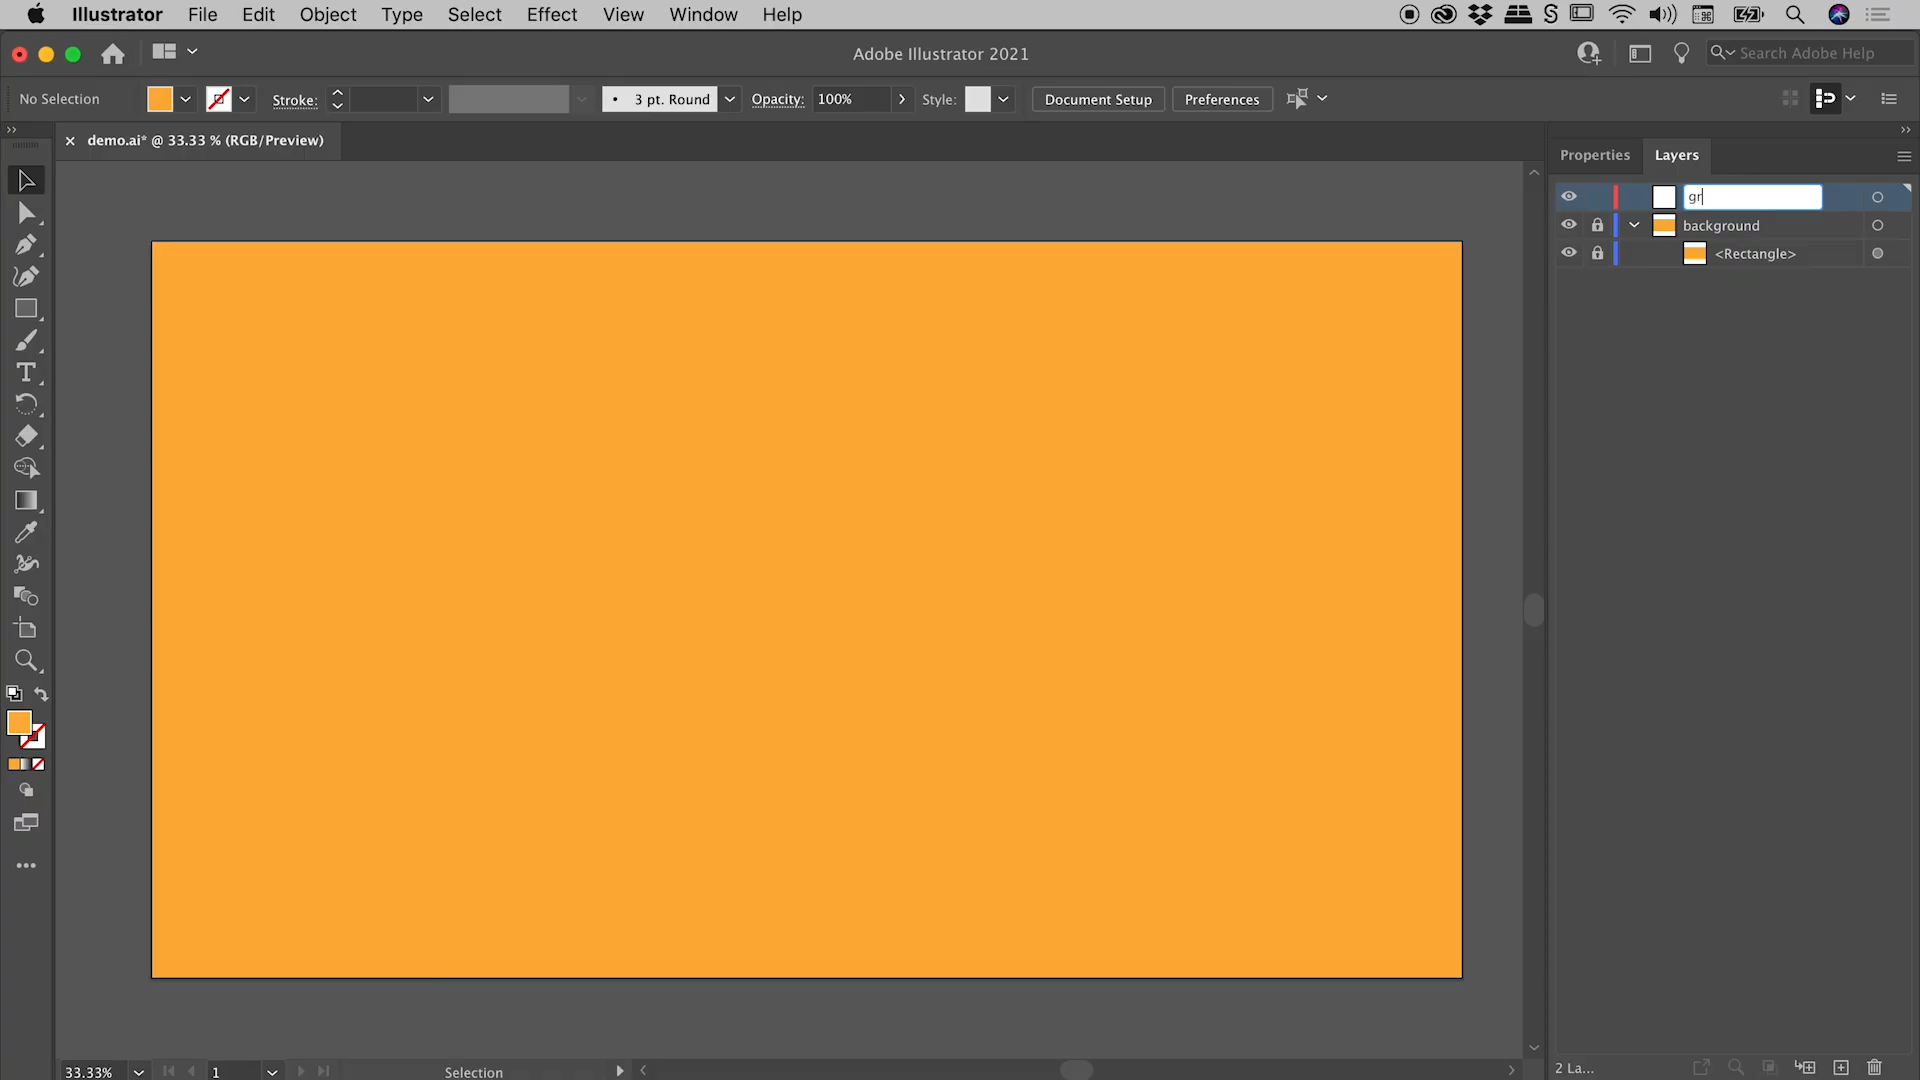 Illustrator File Edit Object Type Select Effect View Window Help
Adobe Illustrator 2021
Search Adobe Help
No Selection
Stroke:
3 pt. Round
Opacity: 100%
Style:
Document Setup
Preferences
demo.ai* @ 33.33 % (RGB/Preview)
Properties
Layers
gr
background
<Rectangle>
33.33%
1
Selection
2 La...